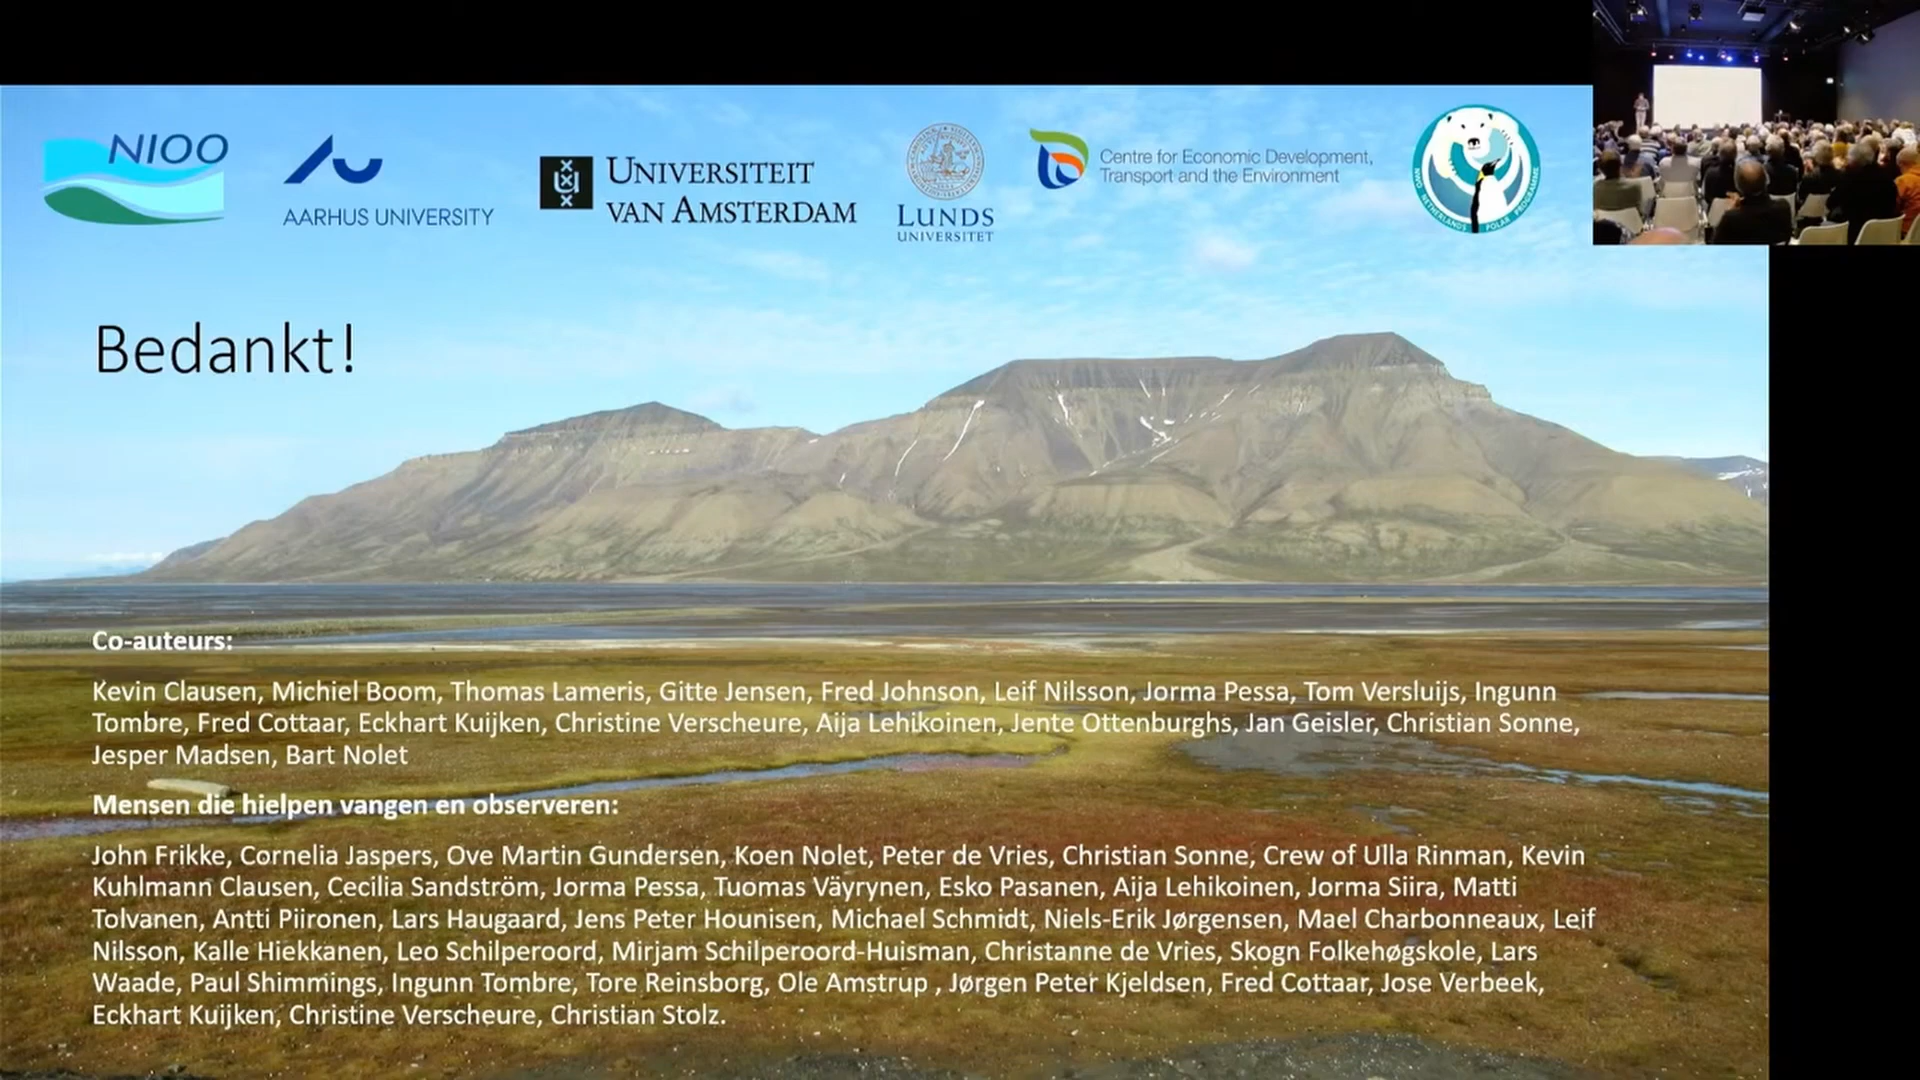 NIOO
AARHUS UNIVERSITY
UNIVERSITEIT
VAN AMSTERDAM
LUNDS
UNIVERSITET
Centre for Economic Development,
Transport and the Environment
NWO NETHERLANDS POLAR PROGRAMME
Bedankt!
Co-auteurs:
Kevin Clausen, Michiel Boom, Thomas Lameris, Gitte Jensen, Fred Johnson, Leif Nilsson, Jorma Pessa, Tom Versluijs, Ingunn
Tombre, Fred Cottaar, Eckhart Kuijken, Christine Verscheure, Aija Lehikoinen, Jente Ottenburghs, Jan Geisler, Christian Sonne,
Jesper Madsen, Bart Nolet
Mensen die hielpen vangen en observeren:
John Frikke, Cornelia Jaspers, Ove Martin Gundersen, Koen Nolet, Peter de Vries, Christian Sonne, Crew of Ulla Rinman, Kevin
Kuhlmann Clausen, Cecilia Sandström, Jorma Pessa, Tuomas Väyrynen, Esko Pasanen, Aija Lehikoinen, Jorma Siira, Matti
Tolvanen, Antti Piironen, Lars Haugaard, Jens Peter Hounisen, Michael Schmidt, Niels-Erik Jørgensen, Mael Charbonneaux, Leif
Nilsson, Kalle Hiekkanen, Leo Schilperoord, Mirjam Schilperoord-Huisman, Christanne de Vries, Skogn Folkehøgskole, Lars
Waade, Paul Shimmings, Ingunn Tombre, Tore Reinsborg, Ole Amstrup , Jørgen Peter Kjeldsen, Fred Cottaar, Jose Verbeek,
Eckhart Kuijken, Christine Verscheure, Christian Stolz.